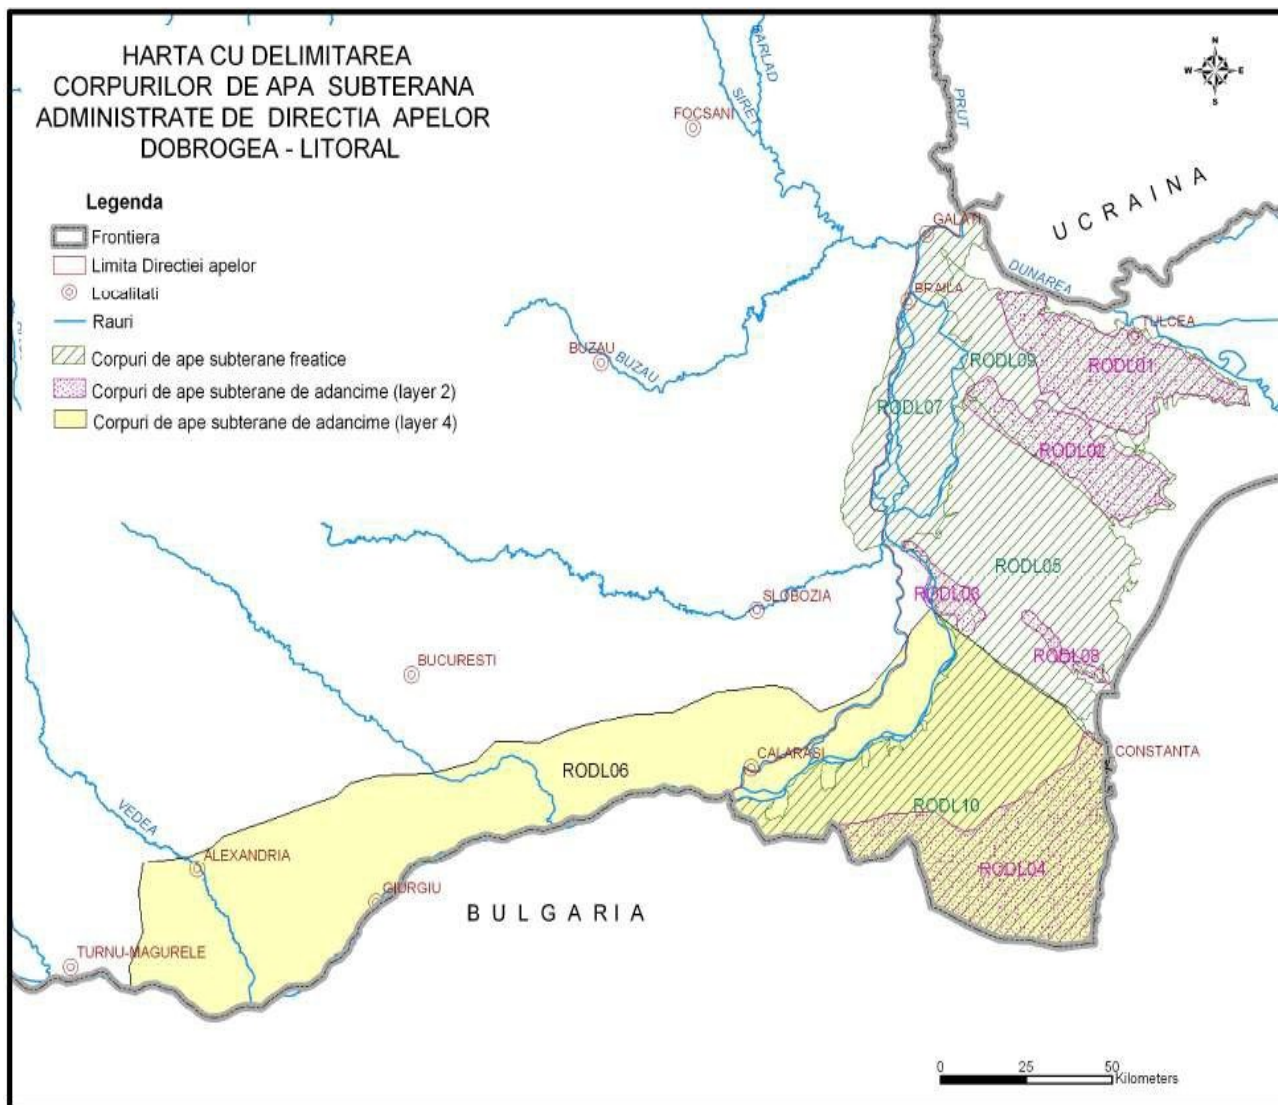 HARTA CU DELIMITAREA
CORPURILOR DE APA SUBTERANA
ADMINISTRATE DE DIRECTIA APELOR
DOBROGEA - LITORAL
Legenda
Frontiera
Limita Directiei apelor
Localitati
Rauri
Corpuri de ape subterane freatice
Corpuri de ape subterane de adancime (layer 2)
Corpuri de ape subterane de adancime (layer 4)
N
W E
S
BARLAD
SIRET
PRUT
FOCSANI
UCRAINA
GALATI
DUNAREA
BRAILA
TULCEA
BUZAU
BUZAU
RODL09
RODL01
RODL07
RODL02
RODL05
RODL03
SLOBOZIA
RODL08
BUCURESTI
CALARASI
CONSTANTA
RODL06
RODL10
VEDEA
ALEXANDRIA
RODL04
GIURGIU
BULGARIA
TURNU-MAGURELE
0 25 50
Kilometers